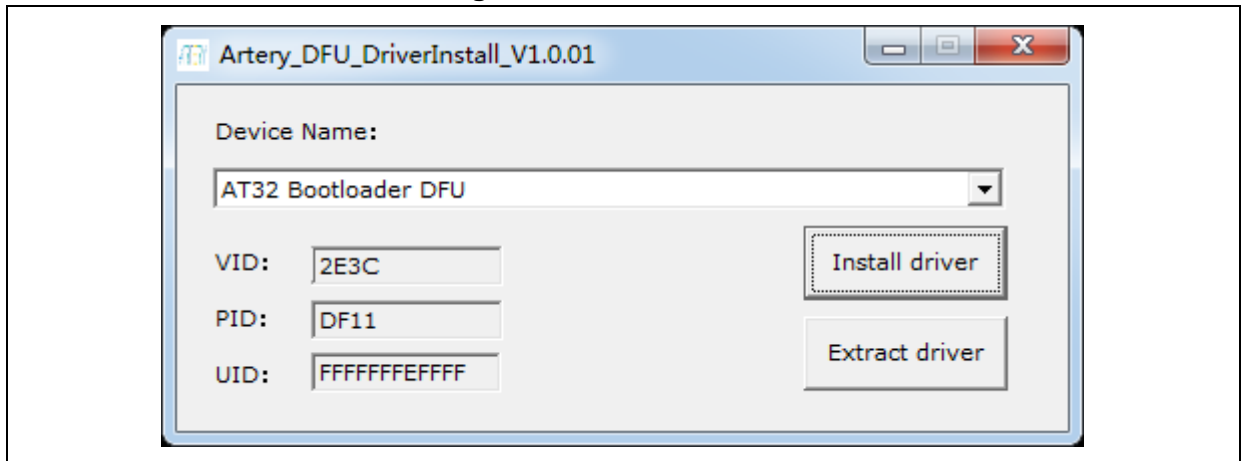 Artery_DFU_DriverInstall_V1.0.01
Device Name:
AT32 Bootloader DFU
VID: 2E3C
Install driver
PID: DF11
Extract driver
UID: FFFFFFFEFFFF